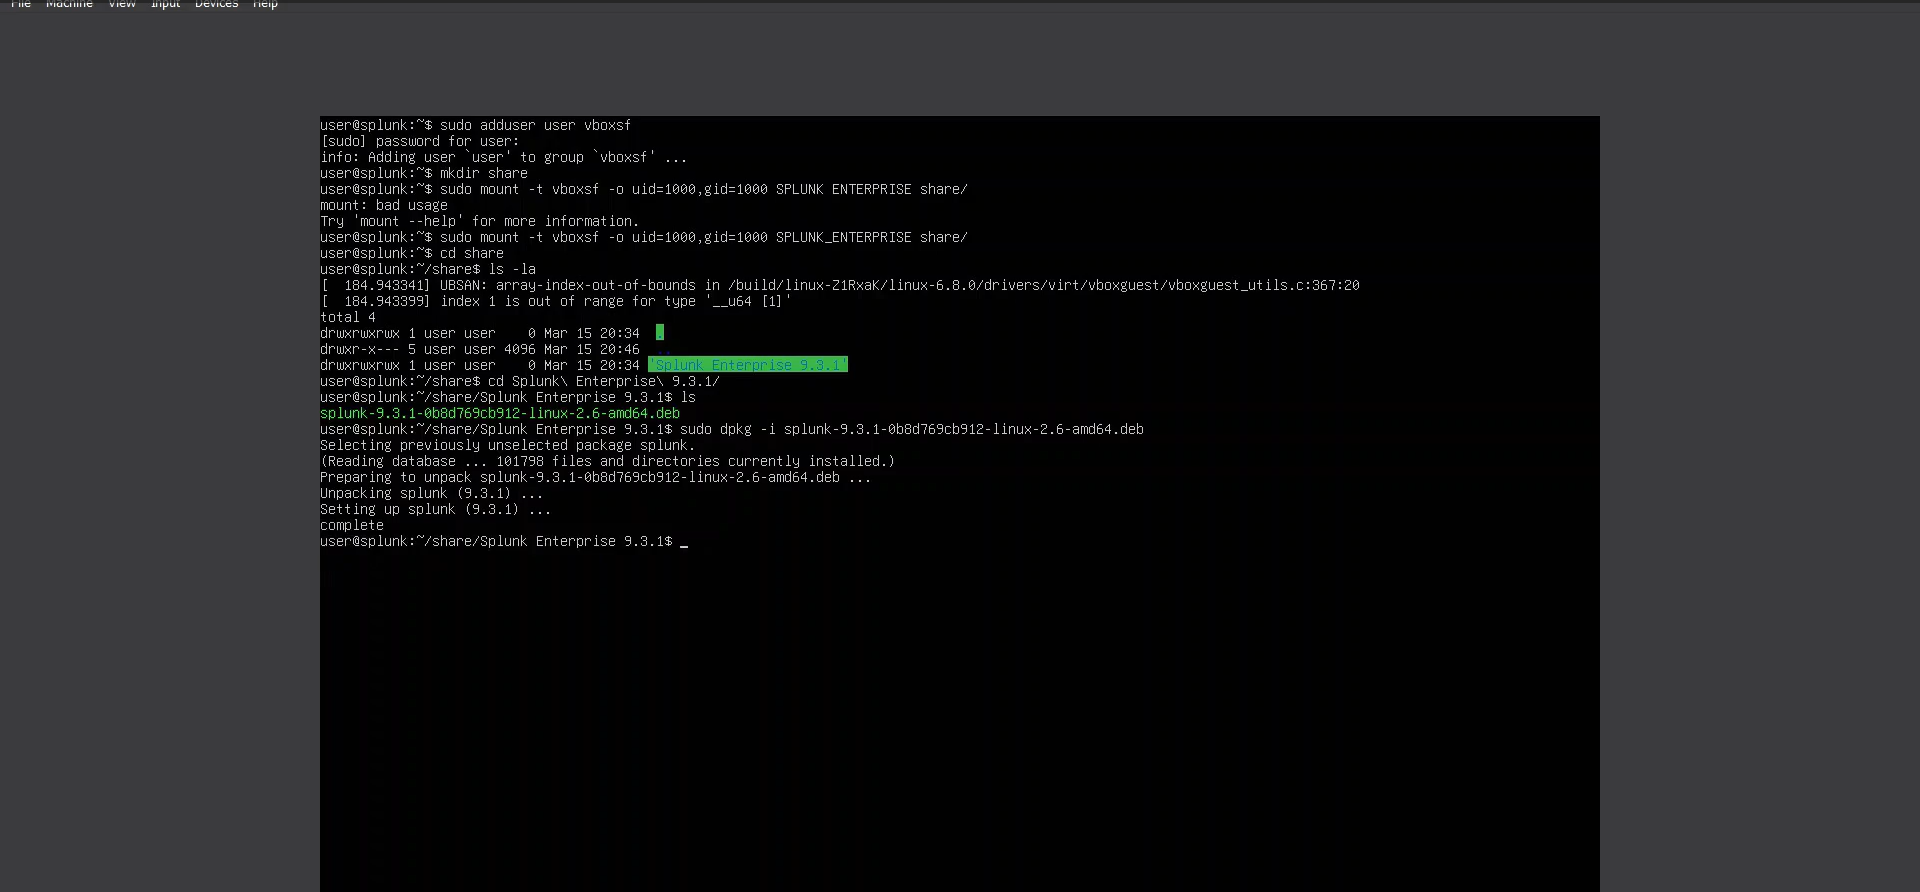 File Machine View Input Devices Help
user@splunk:~$ sudo adduser user vboxsf
[sudo] password for user:
info: Adding user `user' to group `vboxsf' ...
user@splunk:~$ mkdir share
user@splunk:~$ sudo mount -t vboxsf -o uid=1000,gid=1000 SPLUNK ENTERPRISE share/
mount: bad usage
Try 'mount --help' for more information.
user@splunk:~$ sudo mount -t vboxsf -o uid=1000,gid=1000 SPLUNK_ENTERPRISE share/
user@splunk:~$ cd share
user@splunk:~/share$ ls -la
[  184.943341] UBSAN: array-index-out-of-bounds in /build/linux-Z1RxaK/linux-6.8.0/drivers/virt/vboxguest/vboxguest_utils.c:367:20
[  184.943399] index 1 is out of range for type '__u64 [1]'
total 4
drwxrwxrwx 1 user user    0 Mar 15 20:34  .
drwxr-x--- 5 user user 4096 Mar 15 20:46  ..
drwxrwxrwx 1 user user    0 Mar 15 20:34 'Splunk Enterprise 9.3.1'
user@splunk:~/share$ cd Splunk\ Enterprise\ 9.3.1/
user@splunk:~/share/Splunk Enterprise 9.3.1$ ls
splunk-9.3.1-0b8d769cb912-linux-2.6-amd64.deb
user@splunk:~/share/Splunk Enterprise 9.3.1$ sudo dpkg -i splunk-9.3.1-0b8d769cb912-linux-2.6-amd64.deb
Selecting previously unselected package splunk.
(Reading database ... 101798 files and directories currently installed.)
Preparing to unpack splunk-9.3.1-0b8d769cb912-linux-2.6-amd64.deb ...
Unpacking splunk (9.3.1) ...
Setting up splunk (9.3.1) ...
complete
user@splunk:~/share/Splunk Enterprise 9.3.1$ _